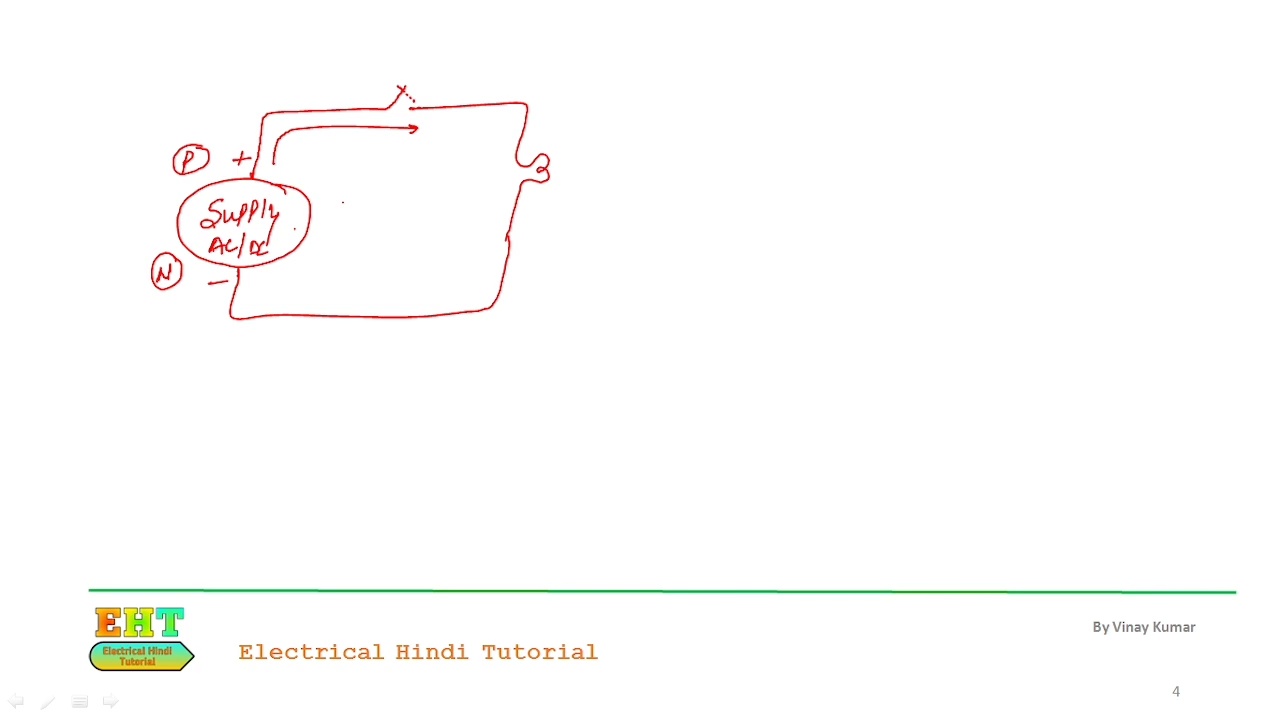 P +
Supply
AC/DC
N -
EHT
Electrical Hindi
Tutorial
Electrical Hindi Tutorial
By Vinay Kumar
4